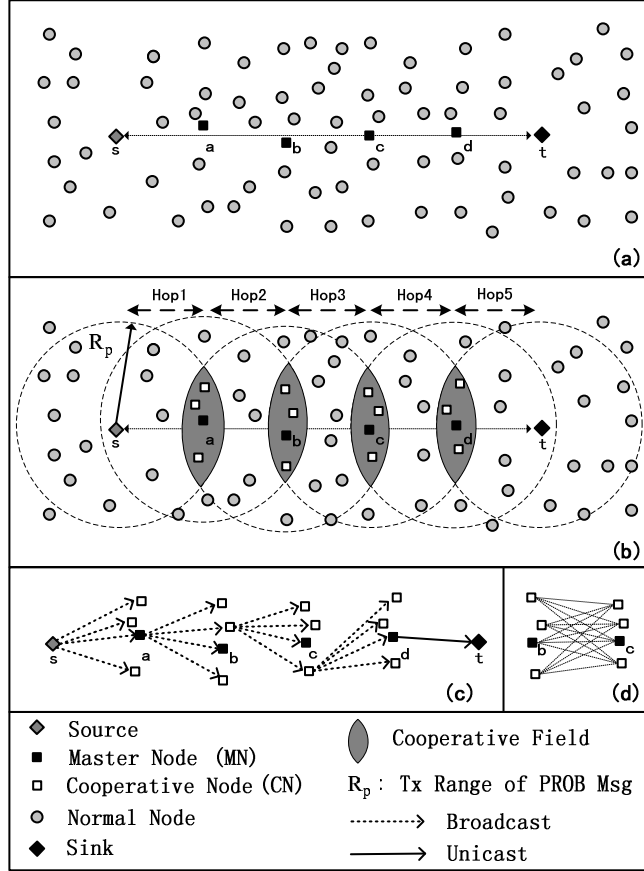 s a b c d t
(a)
Hop1 Hop2 Hop3 Hop4 Hop5
Rp
s a b c d t
(b)
s a b c d t
(c)
b c
(d)
Source
Master Node (MN)
Cooperative Node (CN)
Normal Node
Sink
Cooperative Field
Rp : Tx Range of PROB Msg
Broadcast
Unicast